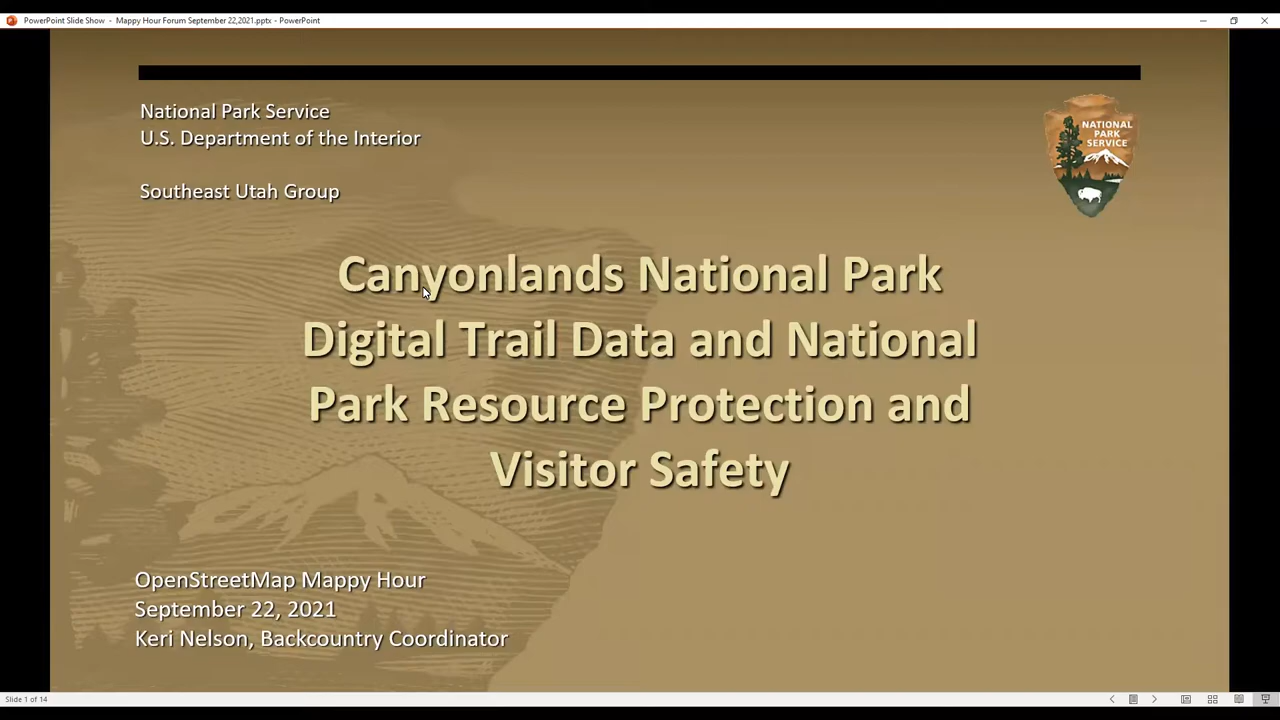 PowerPoint Slide Show - Mappy Hour Forum September 22,2021.pptx - PowerPoint
National Park Service
U.S. Department of the Interior
Southeast Utah Group
NATIONAL
PARK
SERVICE
Canyonlands National Park
Digital Trail Data and National
Park Resource Protection and
Visitor Safety
OpenStreetMap Mappy Hour
September 22, 2021
Keri Nelson, Backcountry Coordinator
Slide 1 of 14